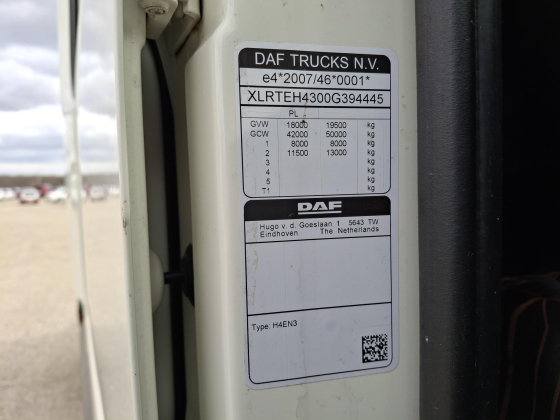 DAF TRUCKS N.V.
e4*2007/46*0001*
XLRTEH4300G394445
PL
GVW 18000 19500 kg
GCW 42000 50000 kg
1 8000 8000 kg
2 11500 13000 kg
3 kg
4 kg
5 kg
T1 kg
DAF
Hugo v. d. Goeslaan 1 5643 TW
Eindhoven The Netherlands
Type: H4EN3